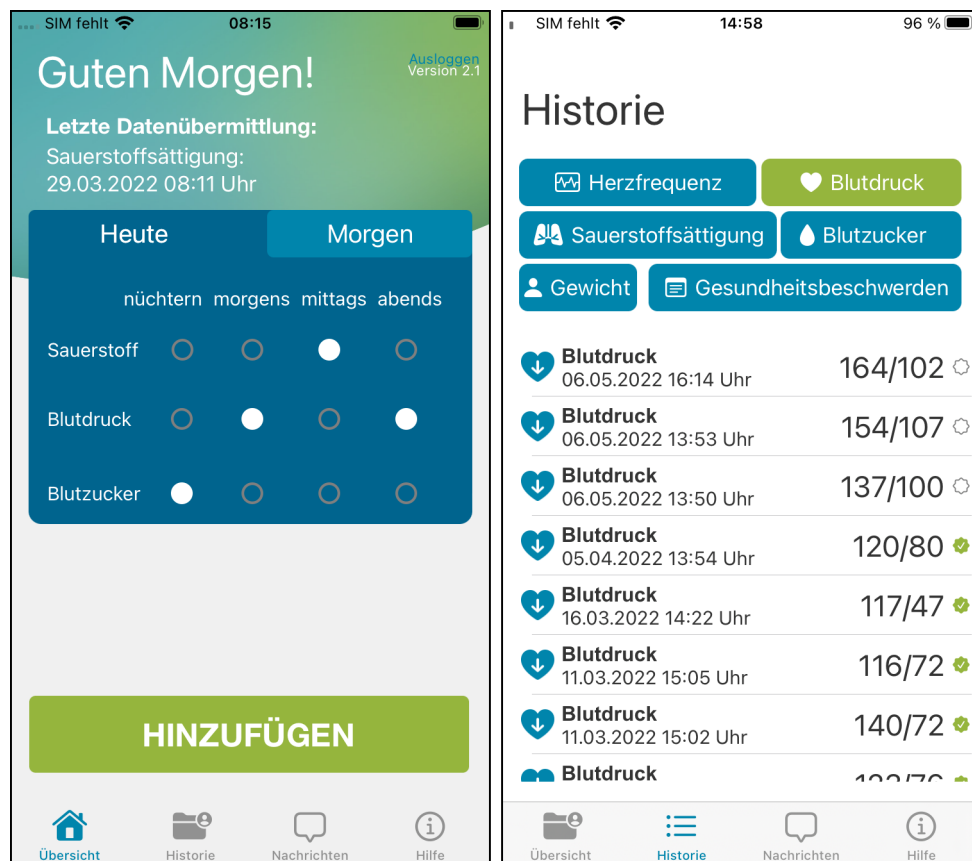 SIM fehlt 08:15
Ausloggen
Version 2.1
Guten Morgen!
Letzte Datenübermittlung:
Sauerstoffsättigung:
29.03.2022 08:11 Uhr
Heute Morgen
nüchtern morgens mittags abends
Sauerstoff
Blutdruck
Blutzucker
HINZUFÜGEN
Übersicht Historie Nachrichten Hilfe
SIM fehlt 14:58 96 %
Historie
Herzfrequenz Blutdruck
Sauerstoffsättigung Blutzucker
Gewicht Gesundheitsbeschwerden
Blutdruck
06.05.2022 16:14 Uhr 164/102
Blutdruck
06.05.2022 13:53 Uhr 154/107
Blutdruck
06.05.2022 13:50 Uhr 137/100
Blutdruck
05.04.2022 13:54 Uhr 120/80
Blutdruck
16.03.2022 14:22 Uhr 117/47
Blutdruck
11.03.2022 15:05 Uhr 116/72
Blutdruck
11.03.2022 15:02 Uhr 140/72
Blutdruck
Übersicht Historie Nachrichten Hilfe